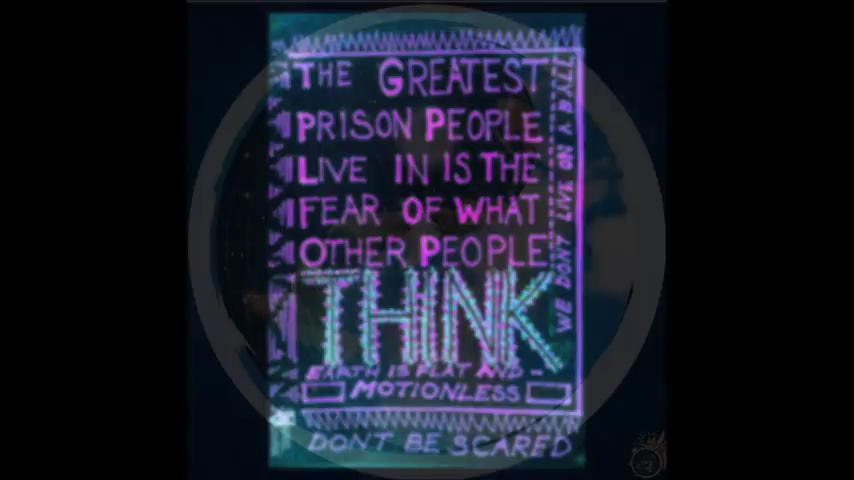 THE GREATEST
PRISON PEOPLE
LIVE IN IS THE
FEAR OF WHAT
OTHER PEOPLE
THINK
EARTH IS FLAT AND -
MOTIONLESS
DONT BE SCARED
WE DONT LIVE ON A BALL